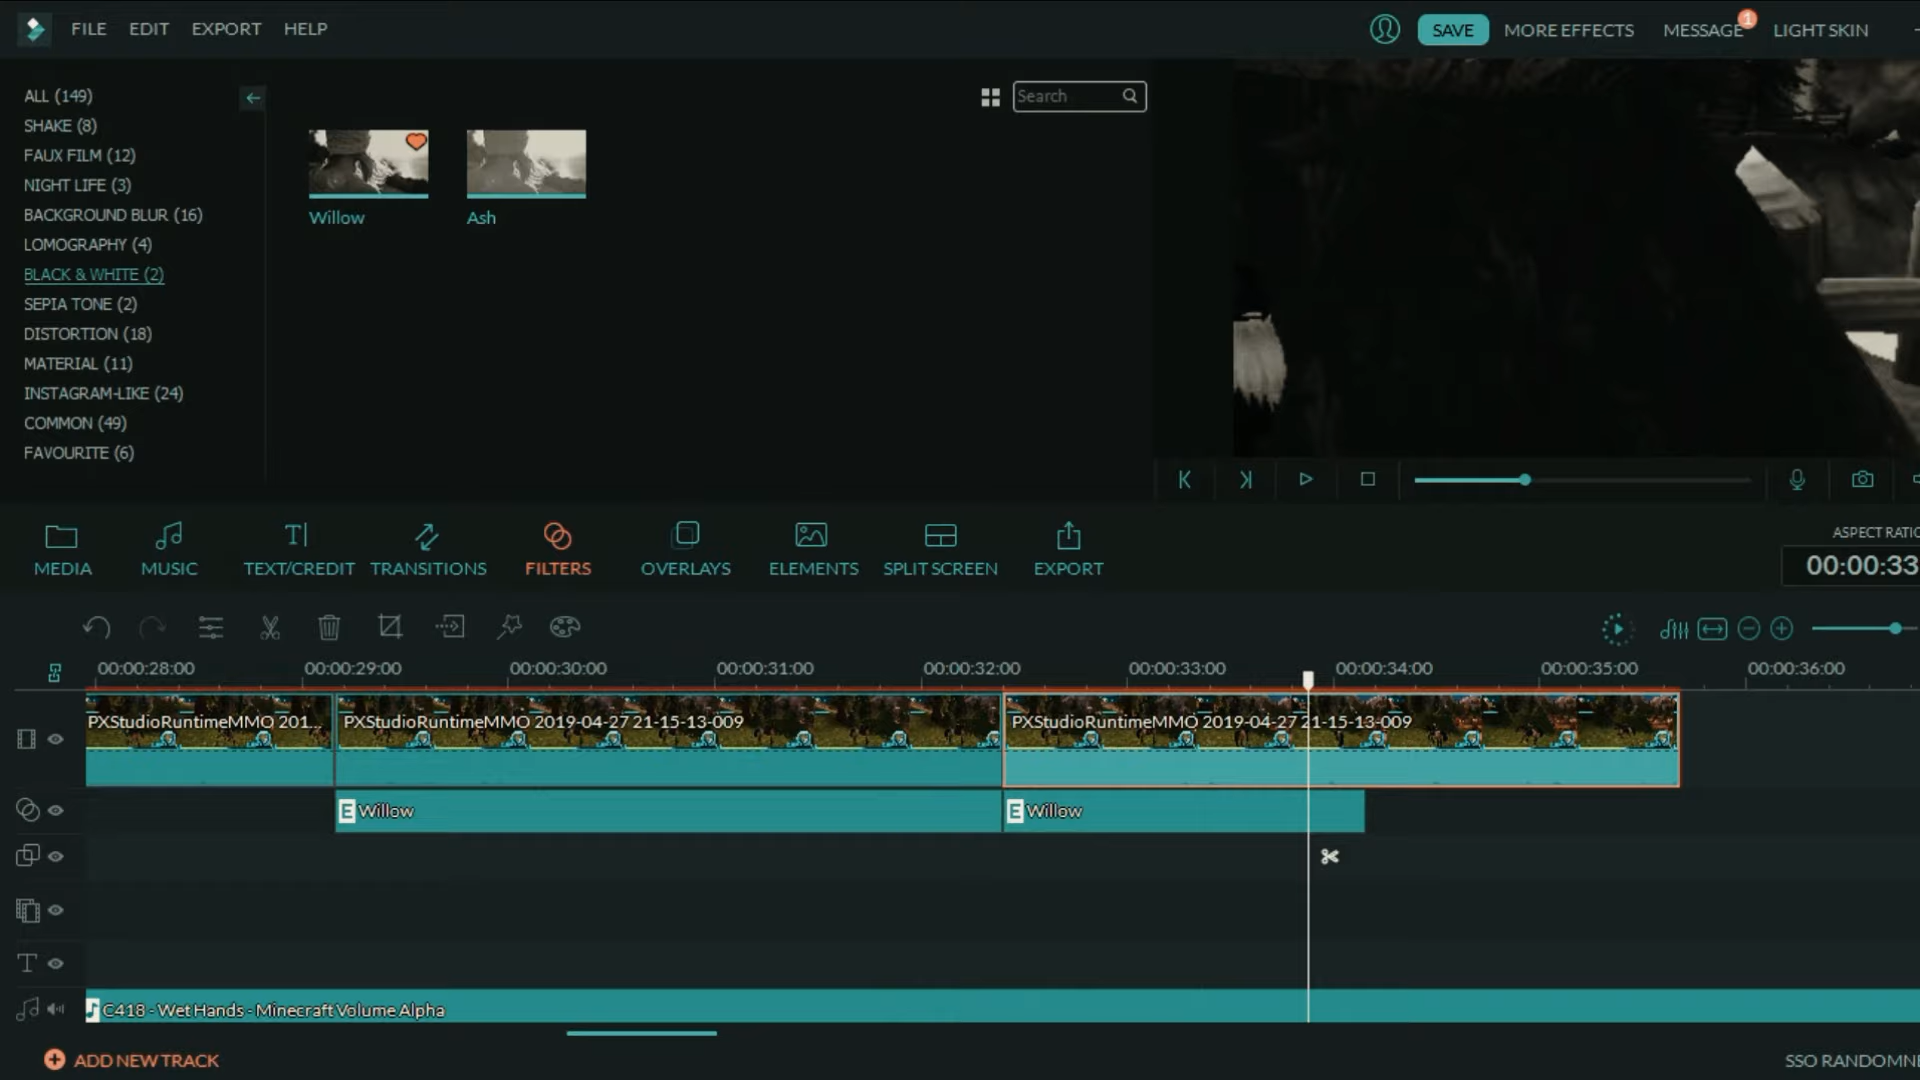 FILE EDIT EXPORT HELP
SAVE MORE EFFECTS MESSAGE 1 LIGHT SKIN
ALL (149)
SHAKE (8)
FAUX FILM (12)
NIGHT LIFE (3)
BACKGROUND BLUR (16)
LOMOGRAPHY (4)
BLACK & WHITE (2)
SEPIA TONE (2)
DISTORTION (18)
MATERIAL (11)
INSTAGRAM-LIKE (24)
COMMON (49)
FAVOURITE (6)
Search
Willow Ash
MEDIA MUSIC TEXT/CREDIT TRANSITIONS FILTERS OVERLAYS ELEMENTS SPLIT SCREEN EXPORT
ASPECT RATIO
00:00:33
00:00:28:00 00:00:29:00 00:00:30:00 00:00:31:00 00:00:32:00 00:00:33:00 00:00:34:00 00:00:35:00 00:00:36:00
PXStudioRuntimeMMO 201... PXStudioRuntimeMMO 2019-04-27 21-15-13-009 PXStudioRuntimeMMO 2019-04-27 21-15-13-009
E Willow E Willow
C418 - Wet Hands - Minecraft Volume Alpha
ADD NEW TRACK
SSO RANDOMNE